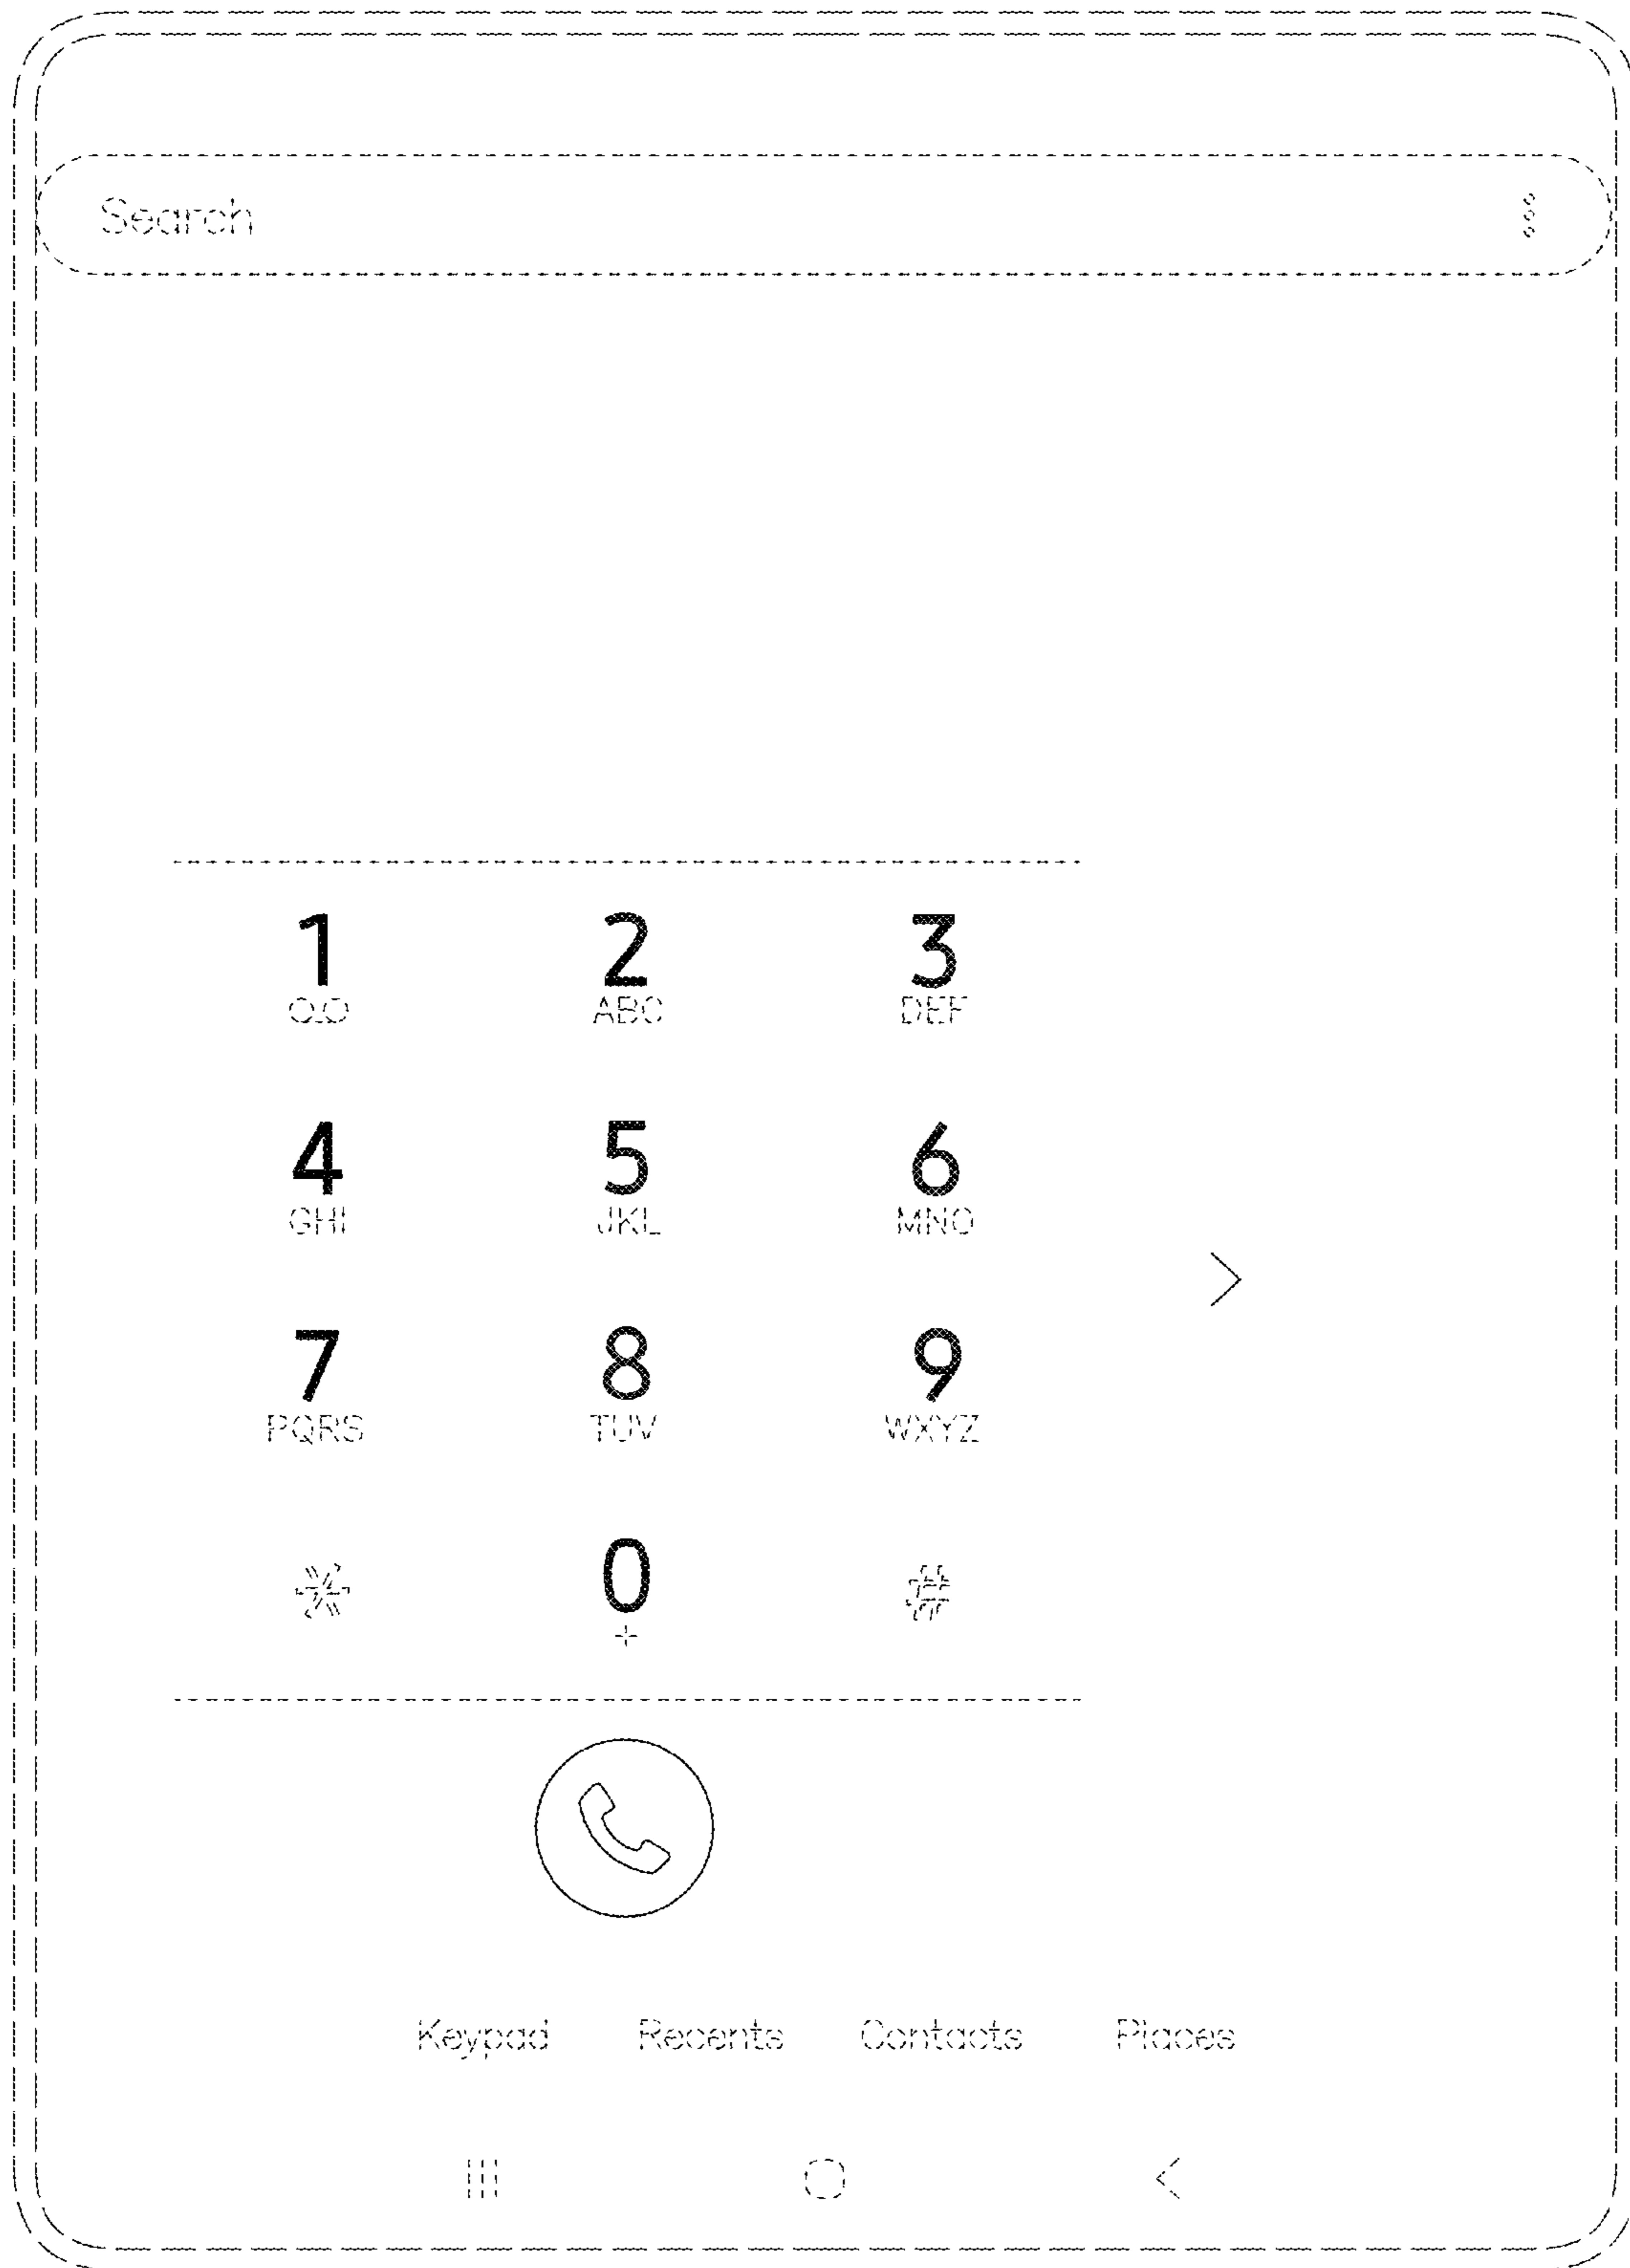 Search
1 2 3
ABC DEF
4 5 6
GHI JKL MNO
7 8 9
PQRS TUV WXYZ
* 0 #
+
Keypad Recents Contacts Places